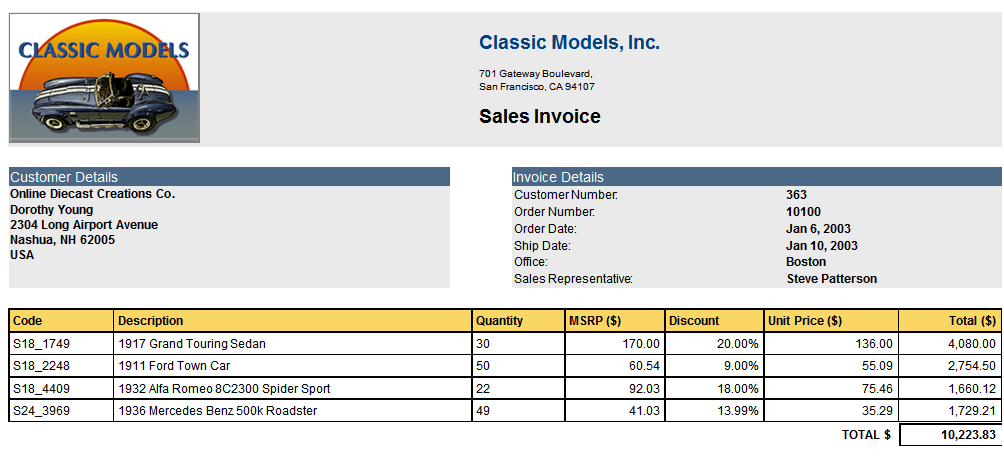 CLASSIC MODELS
Classic Models, Inc.
701 Gateway Boulevard,
San Francisco, CA 94107
Sales Invoice
Customer Details
Online Diecast Creations Co.
Dorothy Young
2304 Long Airport Avenue
Nashua, NH 62005
USA
Invoice Details
Customer Number: 363
Order Number: 10100
Order Date: Jan 6, 2003
Ship Date: Jan 10, 2003
Office: Boston
Sales Representative: Steve Patterson
Code Description Quantity MSRP ($) Discount Unit Price ($) Total ($)
S18_1749 1917 Grand Touring Sedan 30 170.00 20.00% 136.00 4,080.00
S18_2248 1911 Ford Town Car 50 60.54 9.00% 55.09 2,754.50
S18_4409 1932 Alfa Romeo 8C2300 Spider Sport 22 92.03 18.00% 75.46 1,660.12
S24_3969 1936 Mercedes Benz 500k Roadster 49 41.03 13.99% 35.29 1,729.21
TOTAL $ 10,223.83